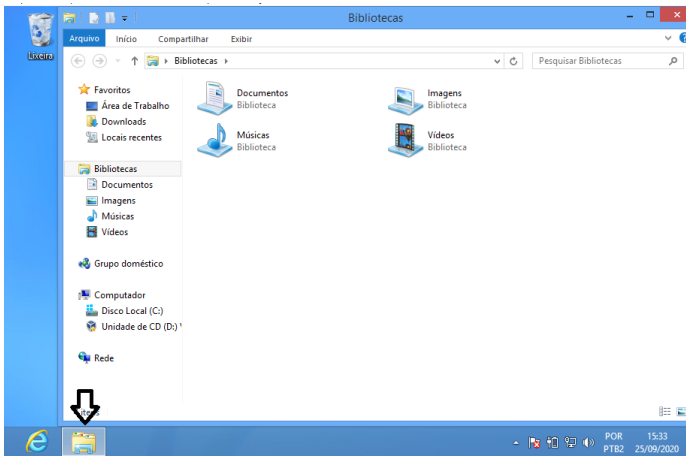 Bibliotecas
Lixeira
Arquivo Início Compartilhar Exibir
Bibliotecas
Pesquisar Bibliotecas
Favoritos
Área de Trabalho
Downloads
Locais recentes
Bibliotecas
Documentos
Imagens
Músicas
Vídeos
Grupo doméstico
Computador
Disco Local (C:)
Unidade de CD (D:)
Rede
Documentos
Biblioteca
Imagens
Biblioteca
Músicas
Biblioteca
Vídeos
Biblioteca
POR 15:33
PTB2 25/09/2020